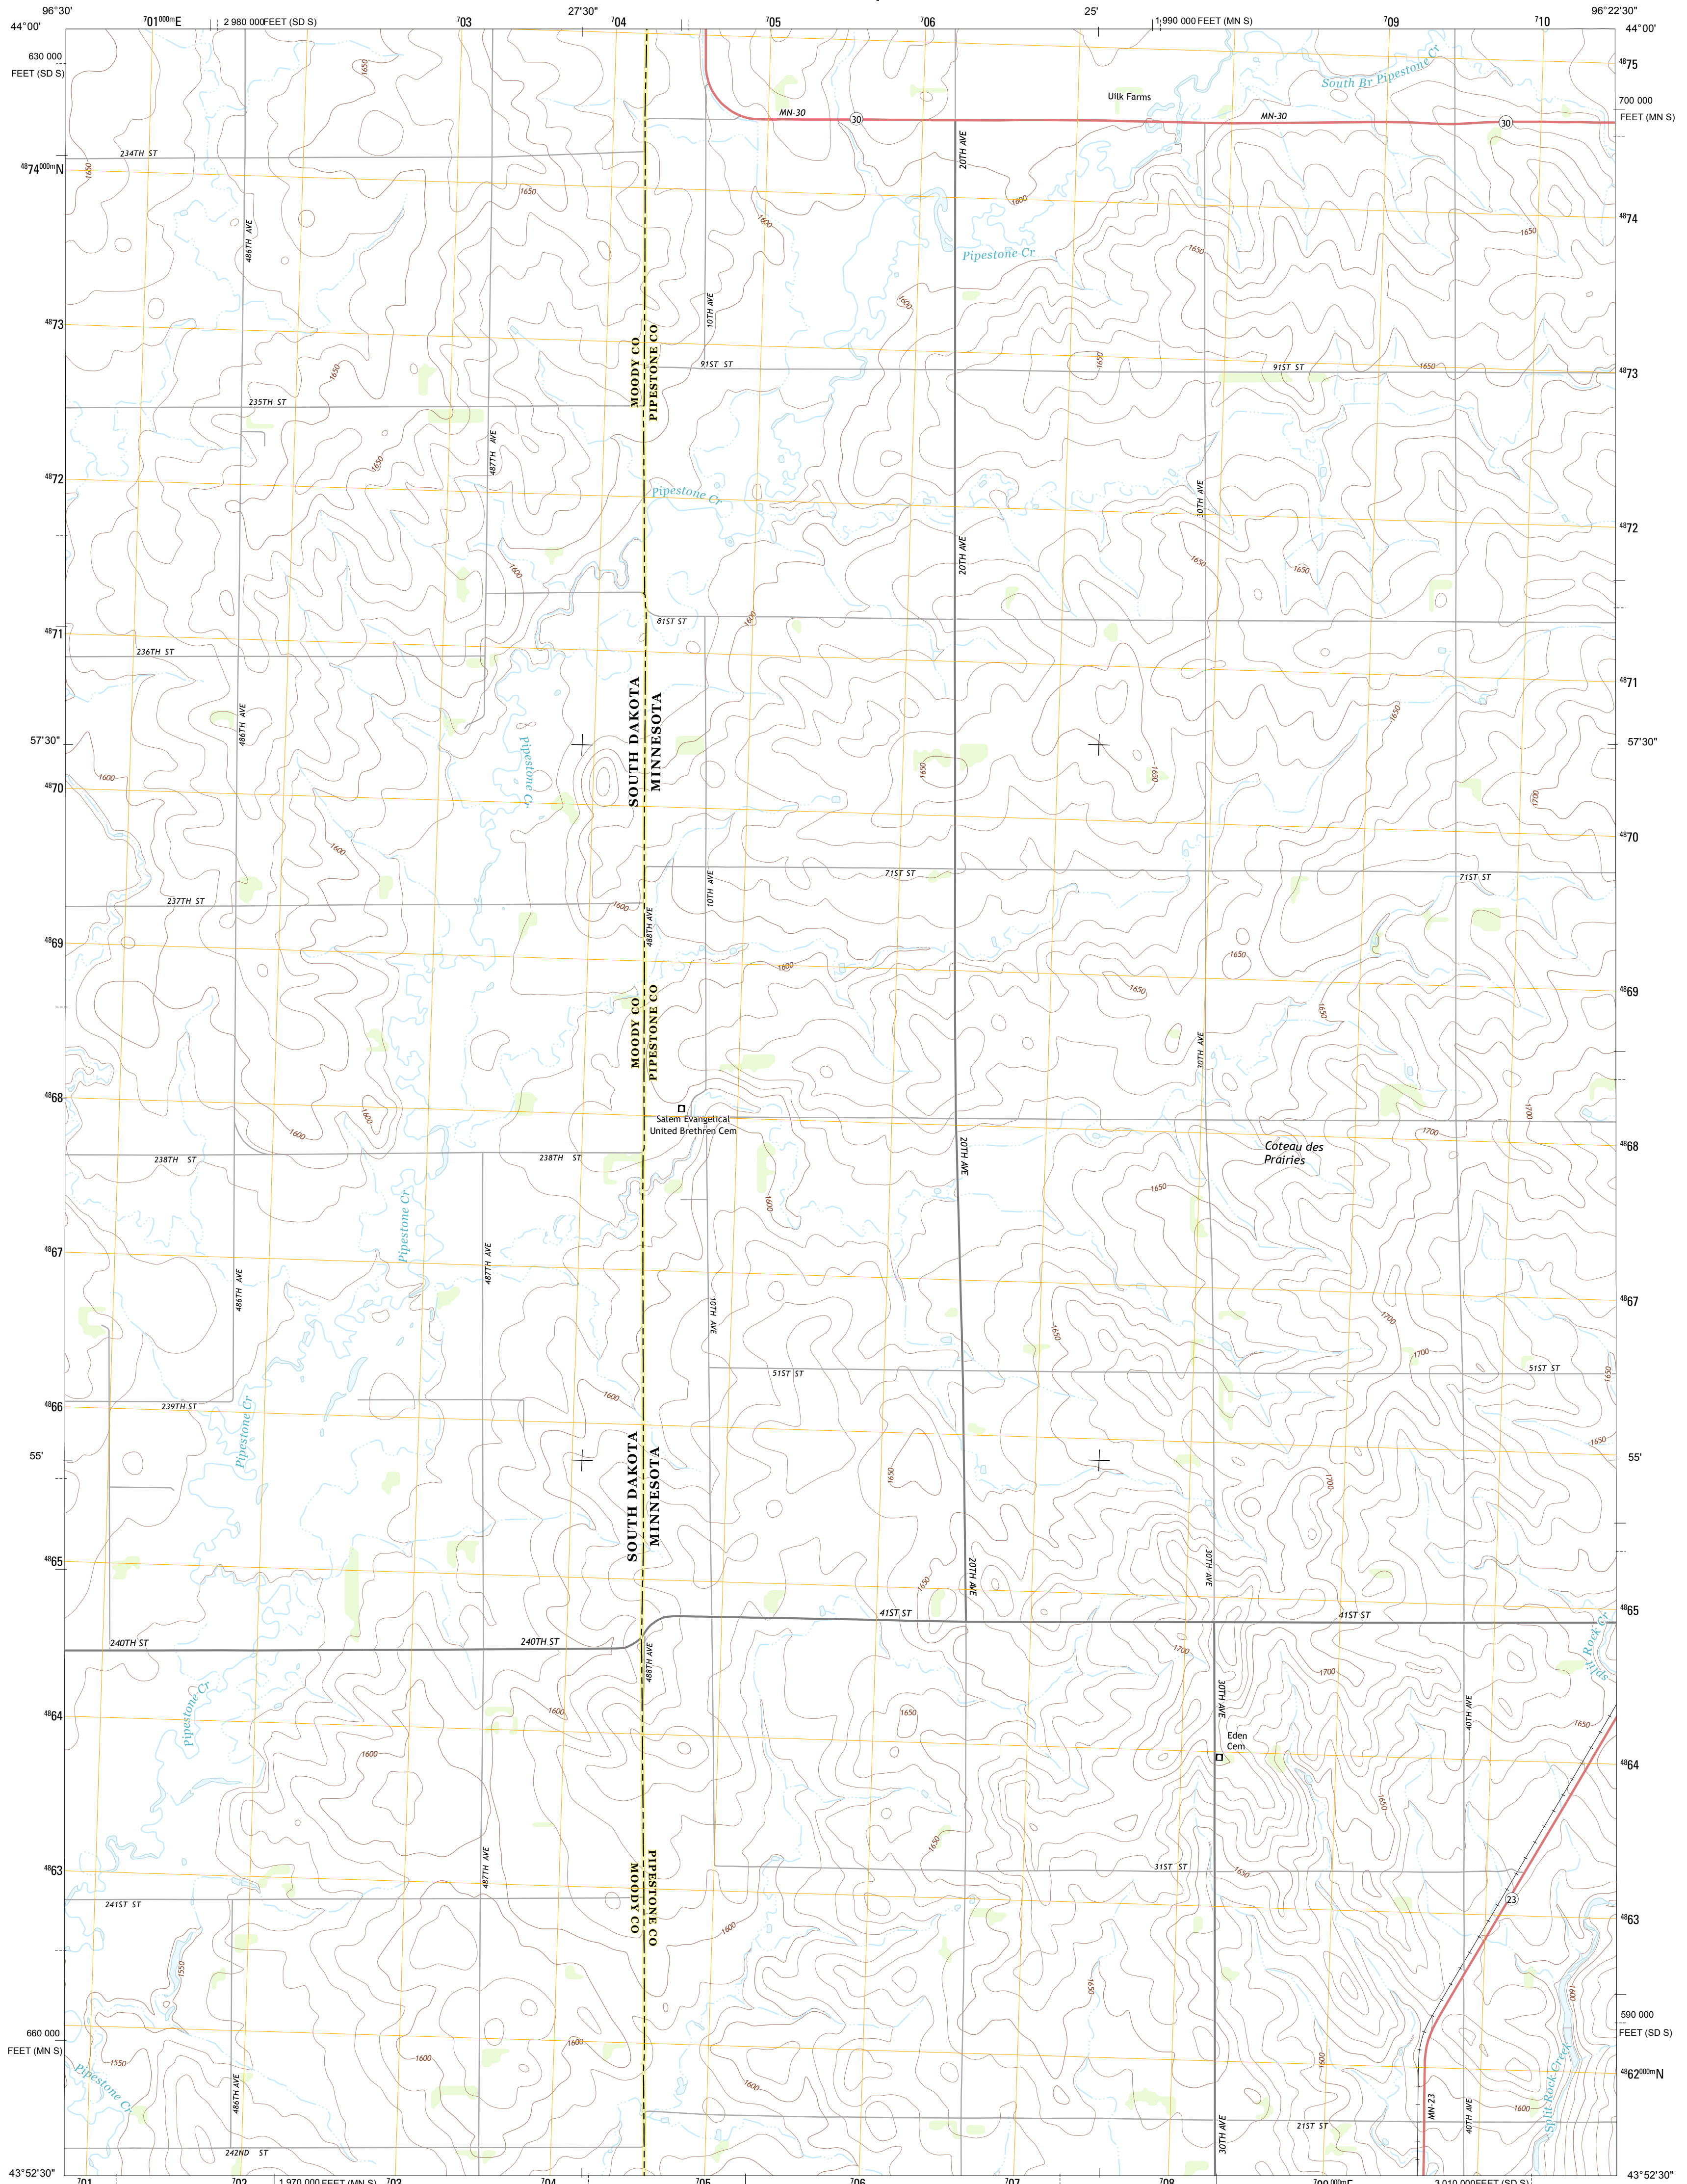 96°30'
701000mE
2 980 000 FEET (SD S)
703
27'30"
704
705
706
25'
1 990 000 FEET (MN S)
709
710
96°22'30"
44°00'
44°00'
630 000
FEET (SD S)
1650
South Br Pipestone Cr
4875
Uilk Farms
700 000
FEET (MN S)
MN-30
30
MN-30
30
234TH ST
20TH AVE
4874000mN
1650
1650
1600
1600
4874
486TH AVE
1650
1650
Pipestone Cr
10TH AVE
1600
4873
MOODY CO
PIPESTONE CO
91ST ST
1650
91ST ST
1650
4873
1650
235TH ST
487TH AVE
1650
4872
Pipestone Cr
30TH AVE
4872
20TH AVE
1600
1650
1650
4871
81ST ST
1600
236TH ST
4871
SOUTH DAKOTA
MINNESOTA
486TH AVE
1650
57'30"
57'30"
Pipestone Cr
1600
1650
1650
1700
4870
4870
1600
71ST ST
71ST ST
10TH AVE
237TH ST
1600
488TH AVE
4869
1600
1650
1650
4869
1650
MOODY CO
PIPESTONE CO
30TH AVE
4868
1600
1600
Salem Evangelical
United Brethren Cem
1700
1700
4868
Coteau des
Prairies
20TH AVE
238TH ST
238TH ST
1650
1600
Pipestone Cr
4867
487TH AVE
486TH AVE
10TH AVE
4867
1650
1700
1700
51ST ST
51ST ST
1650
1600
239TH ST
4866
Pipestone Cr
SOUTH DAKOTA
MINNESOTA
1650
55'
55'
1650
1700
4865
30TH AVE
20TH AVE
1650
4865
240TH ST
240TH ST
41ST ST
41ST ST
488TH AVE
1700
1700
Split Rock Cr
Pipestone Cr
30TH AVE
40TH AVE
4864
1600
1650
1650
Eden
Cem
1600
4864
1650
1650
4863
487TH AVE
PIPESTONE CO
MOODY CO
31ST ST
1650
23
241ST ST
4863
1600
486TH AVE
1550
1650
1600
590 000
FEET (SD S)
660 000
FEET (MN S)
1550
1600
1600
1600
4862000mN
Pipestone Cr
486TH AVE
1600
MN-23
40TH AVE
1600
Split Rock Creek
30TH AVE
21ST ST
242ND ST
43°52'30"
43°52'30"
701
702
1 970 000 FEET (MN S)
703
704
705
706
707
708
3 010 000 FEET (SD S)